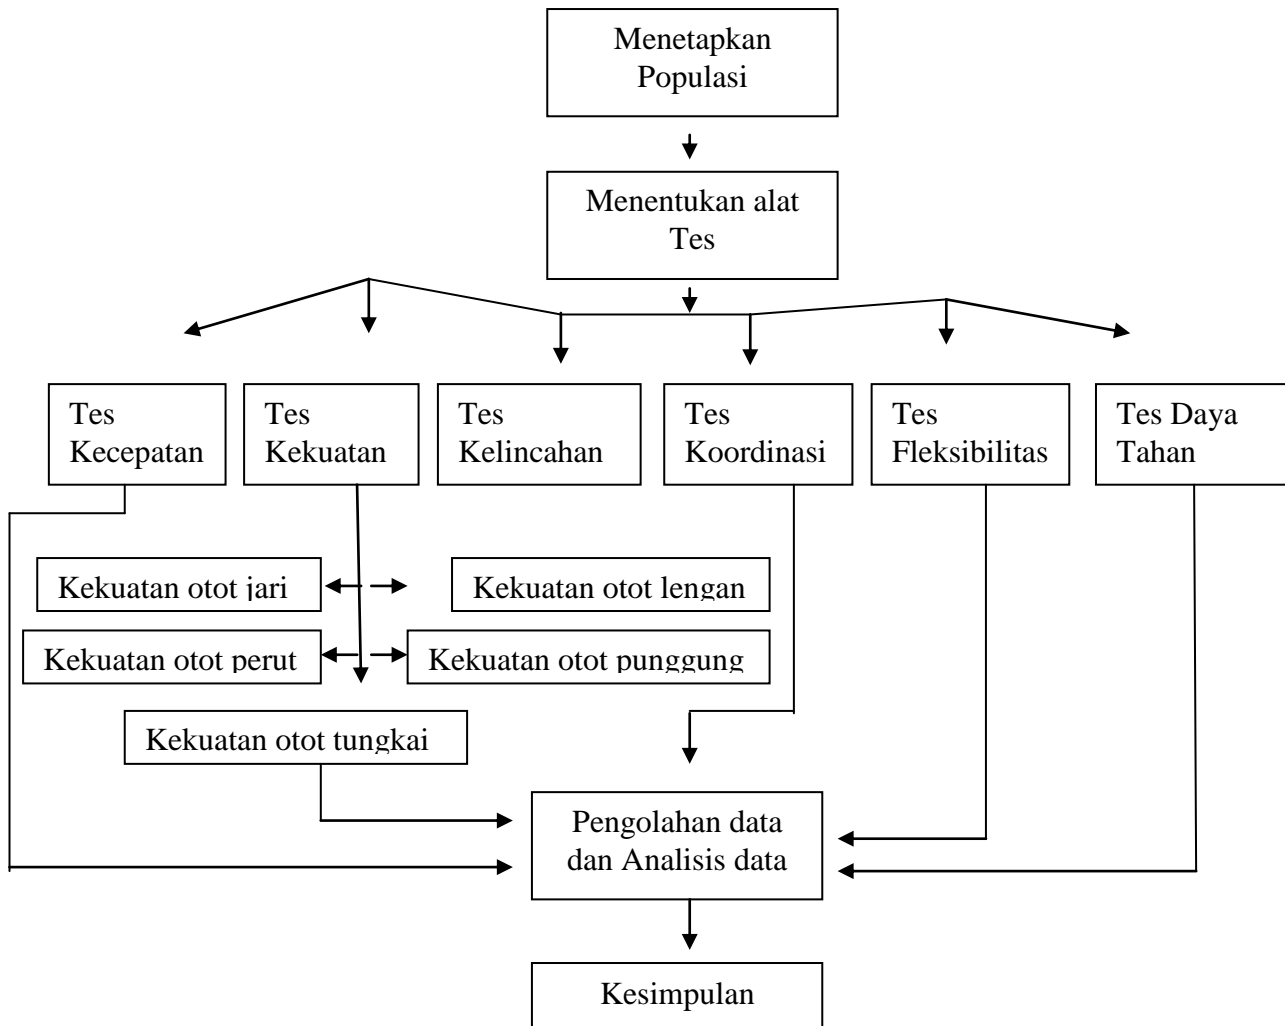 Menetapkan
Populasi
Menentukan alat
Tes
Tes
Kecepatan
Tes
Kekuatan
Tes
Kelincahan
Tes
Koordinasi
Tes
Fleksibilitas
Tes Daya
Tahan
Kekuatan otot jari
Kekuatan otot lengan
Kekuatan otot perut
Kekuatan otot punggung
Kekuatan otot tungkai
Pengolahan data
dan Analisis data
Kesimpulan